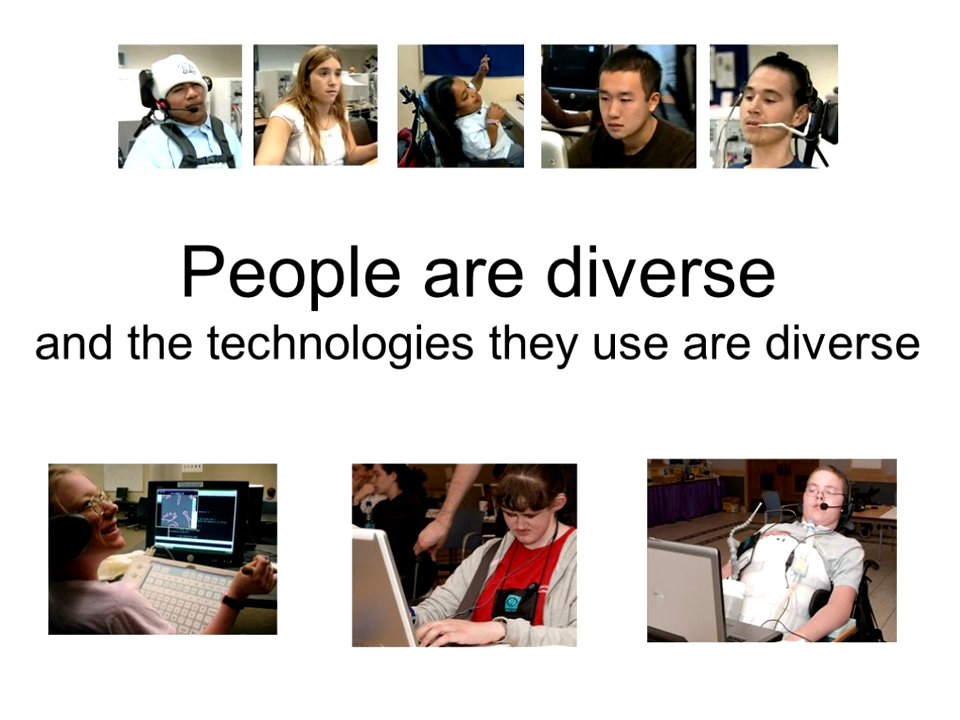 People are diverse
and the technologies they use are diverse